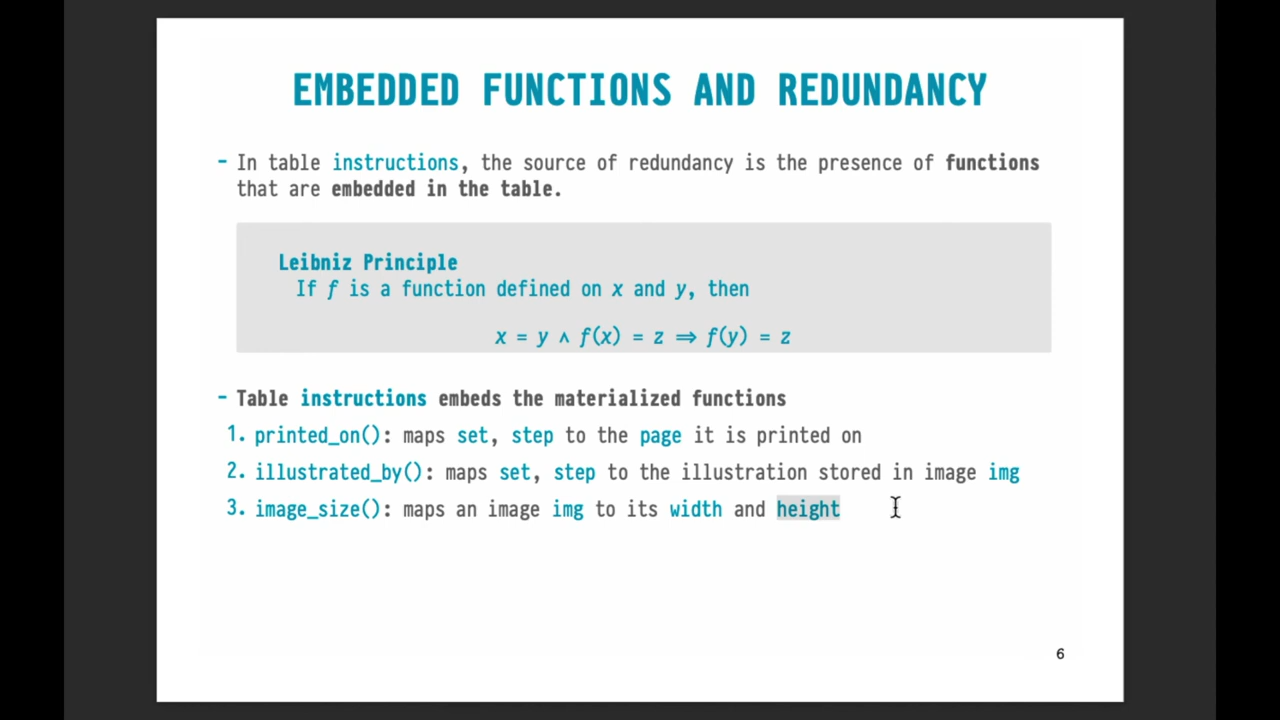 EMBEDDED FUNCTIONS AND REDUNDANCY
- In table instructions, the source of redundancy is the presence of functions
that are embedded in the table.
Leibniz Principle
If f is a function defined on x and y, then
x = y ∧ f(x) = z ⇒ f(y) = z
- Table instructions embeds the materialized functions
1. printed_on(): maps set, step to the page it is printed on
2. illustrated_by(): maps set, step to the illustration stored in image img
3. image_size(): maps an image img to its width and height
6